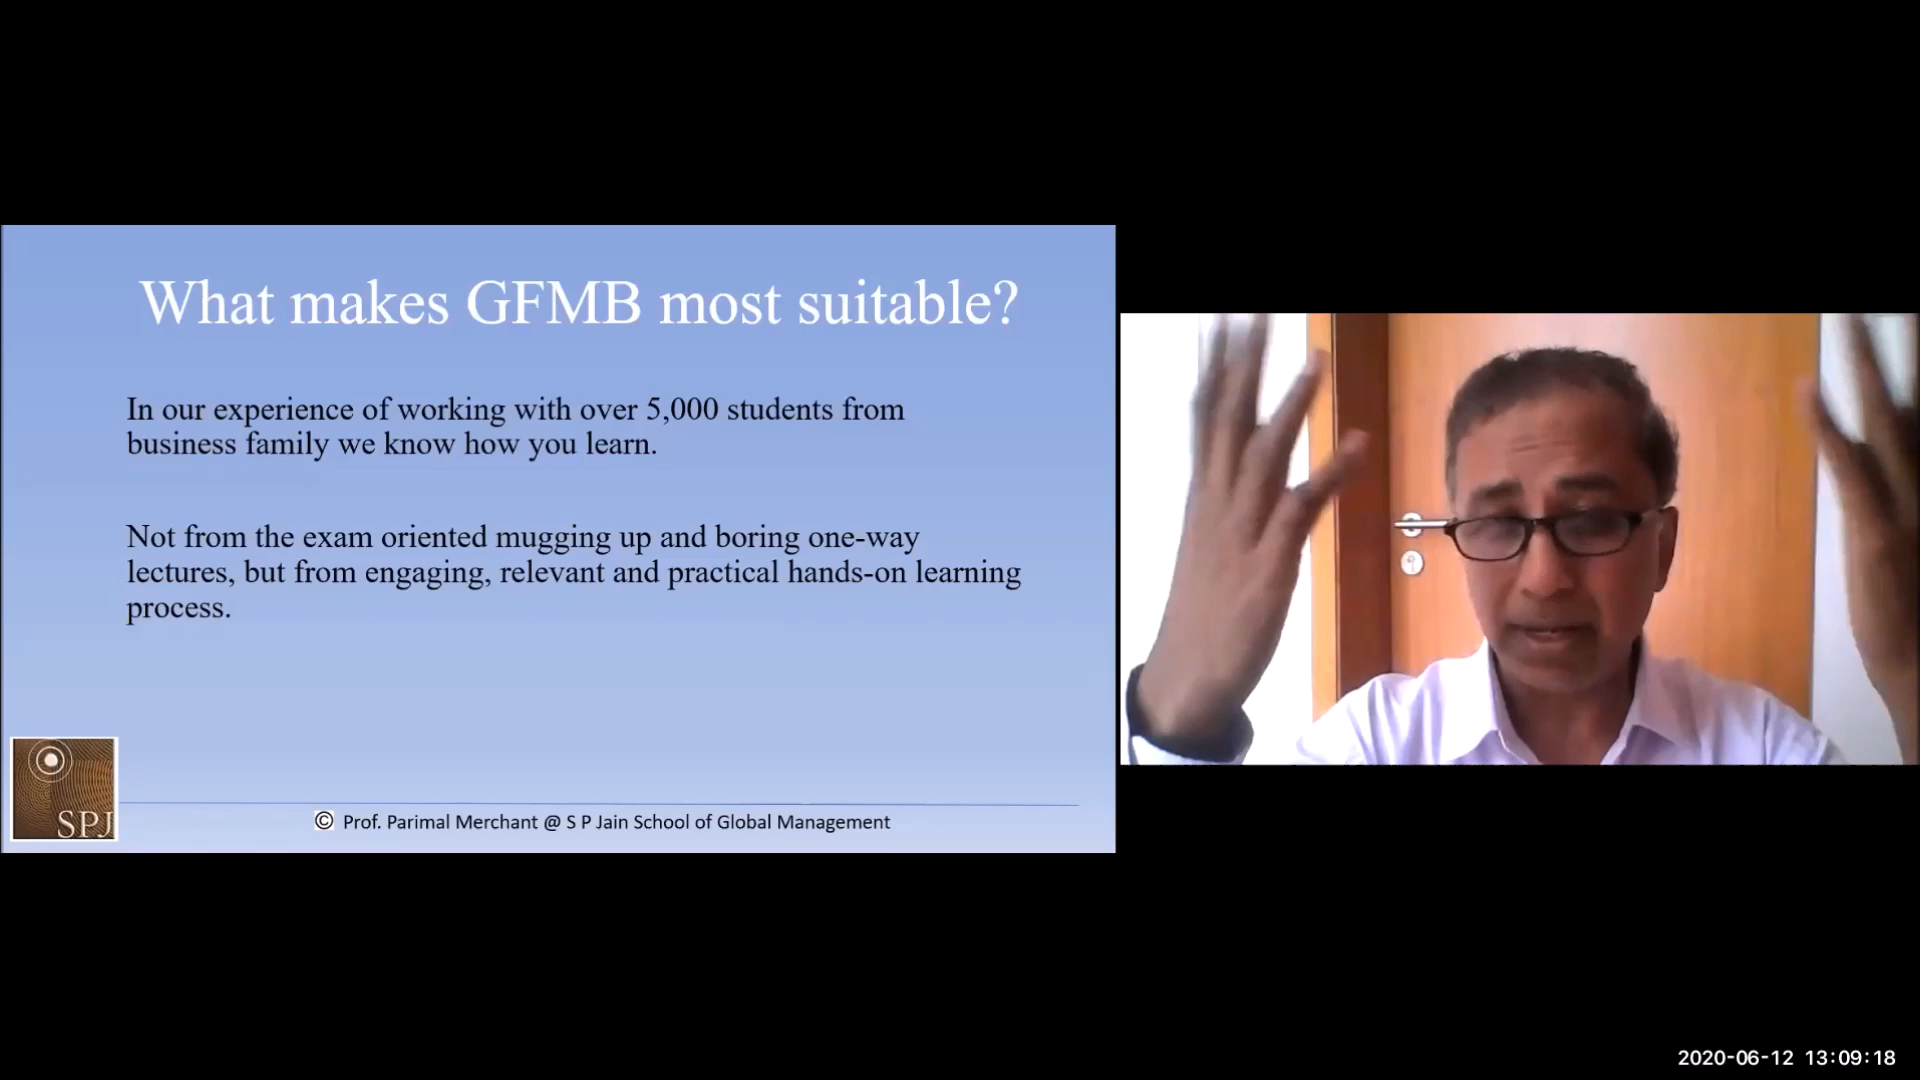 What makes GFMB most suitable?
In our experience of working with over 5,000 students from
business family we know how you learn.
Not from the exam oriented mugging up and boring one-way
lectures, but from engaging, relevant and practical hands-on learning
process.
SPJ
© Prof. Parimal Merchant @ S P Jain School of Global Management
2020-06-12 13:09:18